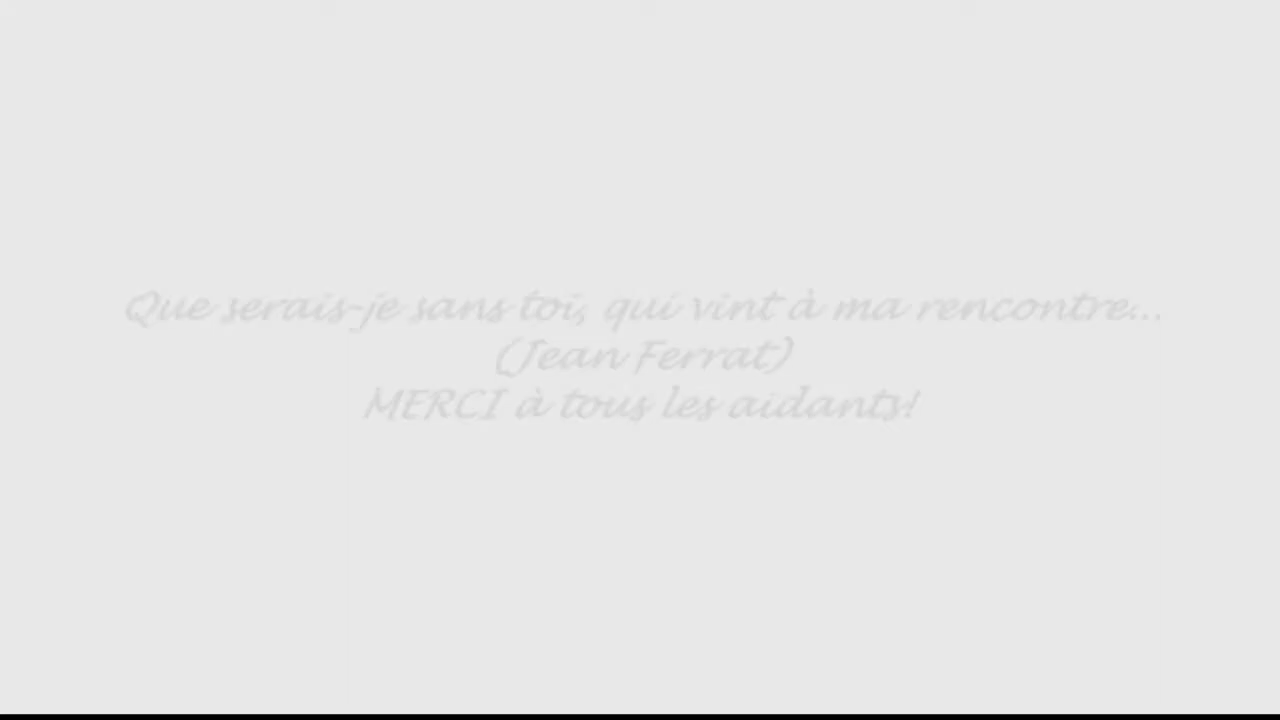 Que serais-je sans toi, qui vint à ma rencontre...
(Jean Ferrat)
MERCI à tous les aidants!